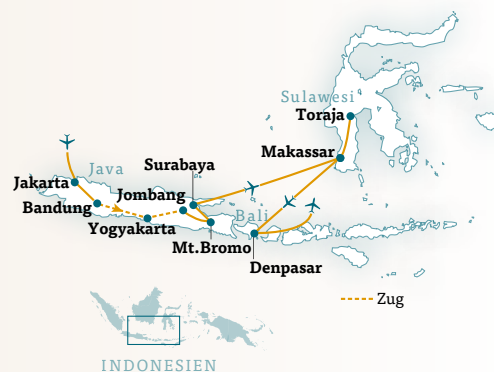 Sulawesi
Toraja
Makassar
Surabaya
Java
Jakarta
Jombang
Bandung
Bali
Yogyakarta
Mt.Bromo
Denpasar
Zug
INDONESIEN